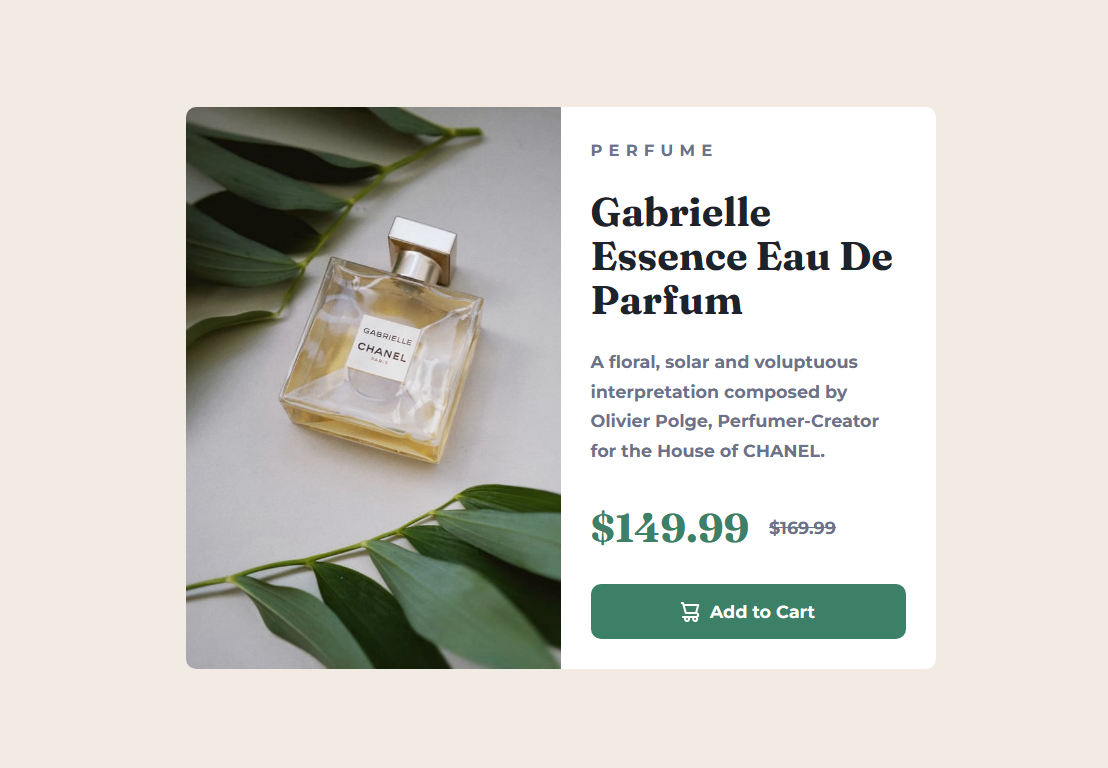 GABRIELLE
CHANEL
PARIS
PERFUME
Gabrielle
Essence Eau De
Parfum
A floral, solar and voluptuous
interpretation composed by
Olivier Polge, Perfumer-Creator
for the House of CHANEL.
$149.99 $169.99
Add to Cart